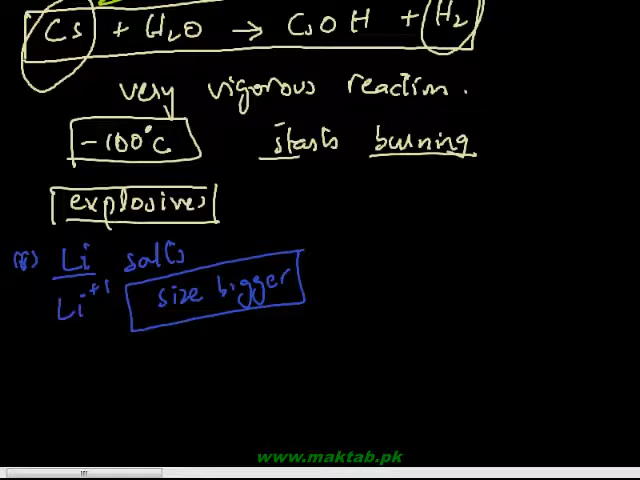 Cs + H₂O → CsOH + H₂
very vigorous reaction.
-100°C starts burning
explosives
Li salts
Li⁺¹ size bigger
www.maktab.pk